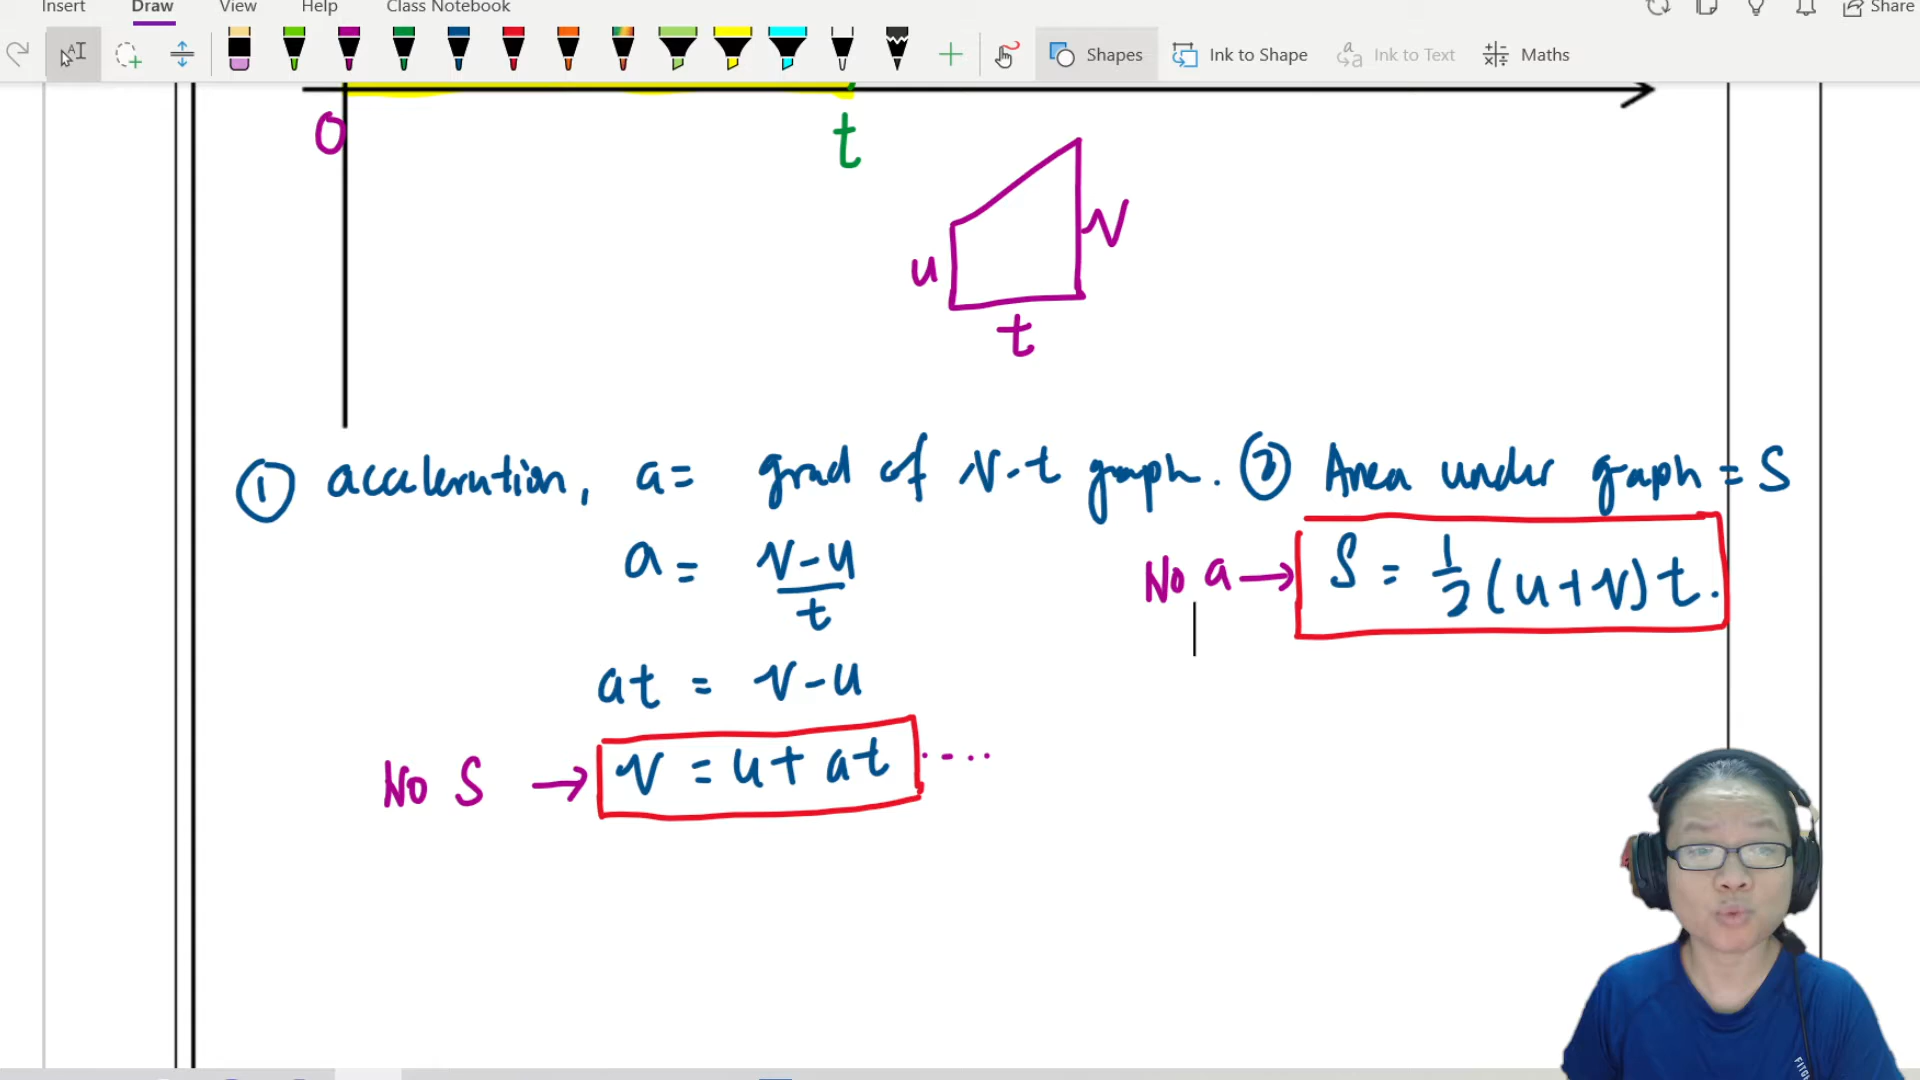 Insert Draw View Help Class Notebook Share
Shapes Ink to Shape Ink to Text Maths
0 t
u V
t
① acceleration, a = grad of v-t graph. ② Area under graph = S
a = v-u/t
No a → S = 1/2 (u+v) t.
at = v-u
No S → v = u + at ....